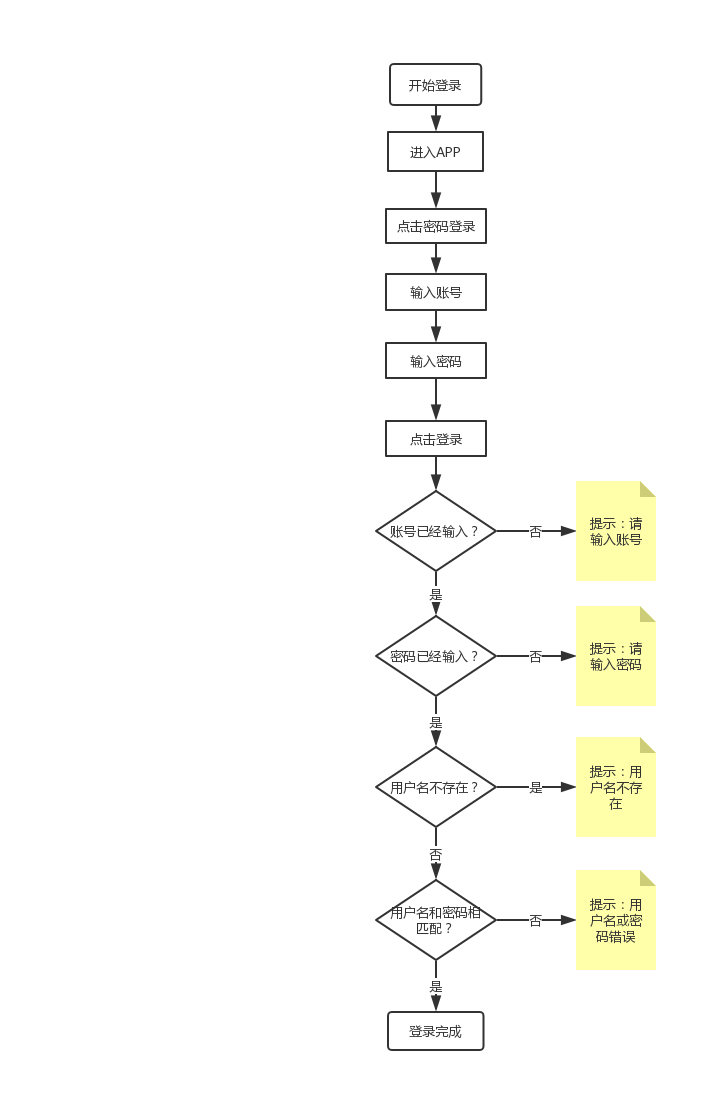 开始登录
进入APP
点击密码登录
输入账号
输入密码
点击登录
账号已经输入？
否
提示：请
输入账号
是
密码已经输入？
否
提示：请
输入密码
是
用户名不存在？
是
提示：用
户名不存
在
否
用户名和密码相
匹配？
否
提示：用
户名或密
码错误
是
登录完成